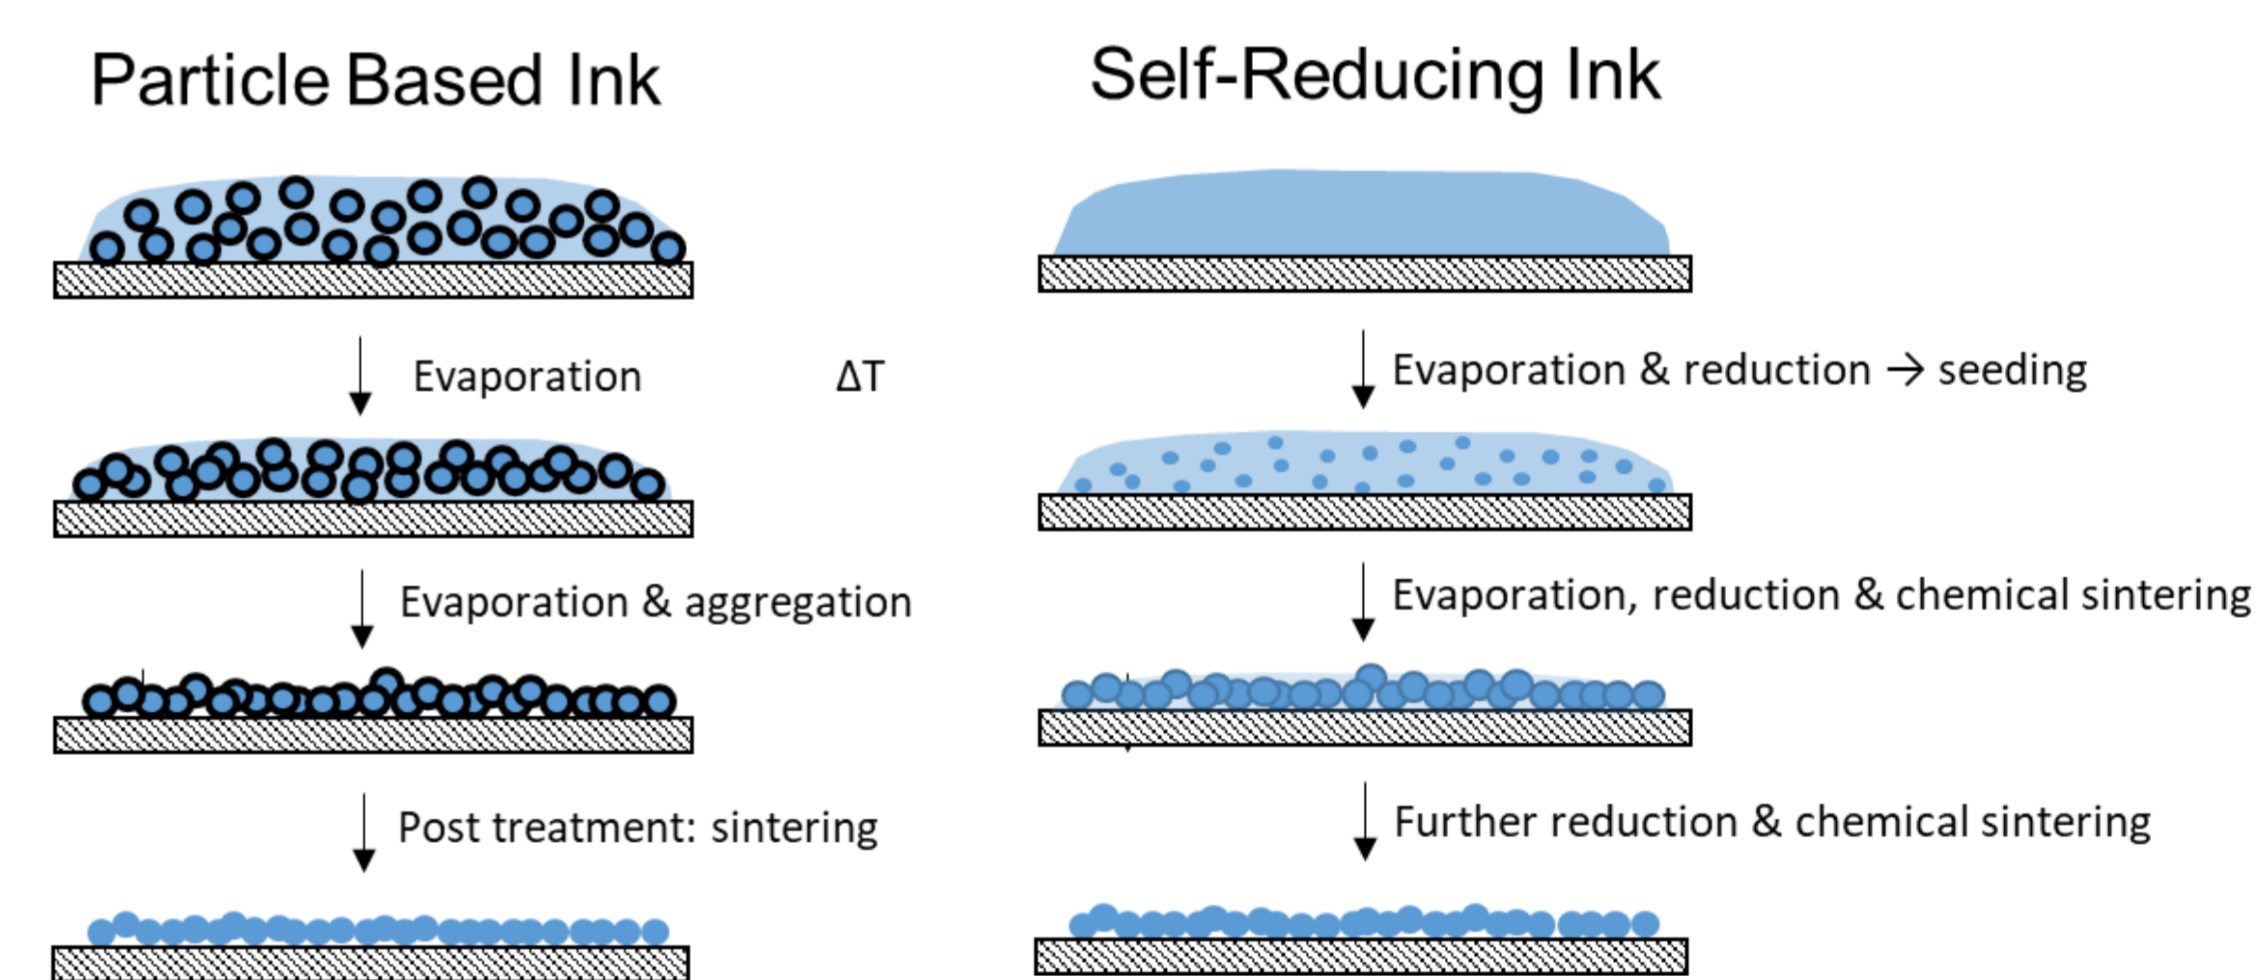 Particle Based Ink
Self-Reducing Ink
Evaporation
ΔT
Evaporation & reduction → seeding
Evaporation & aggregation
Evaporation, reduction & chemical sintering
Post treatment: sintering
Further reduction & chemical sintering